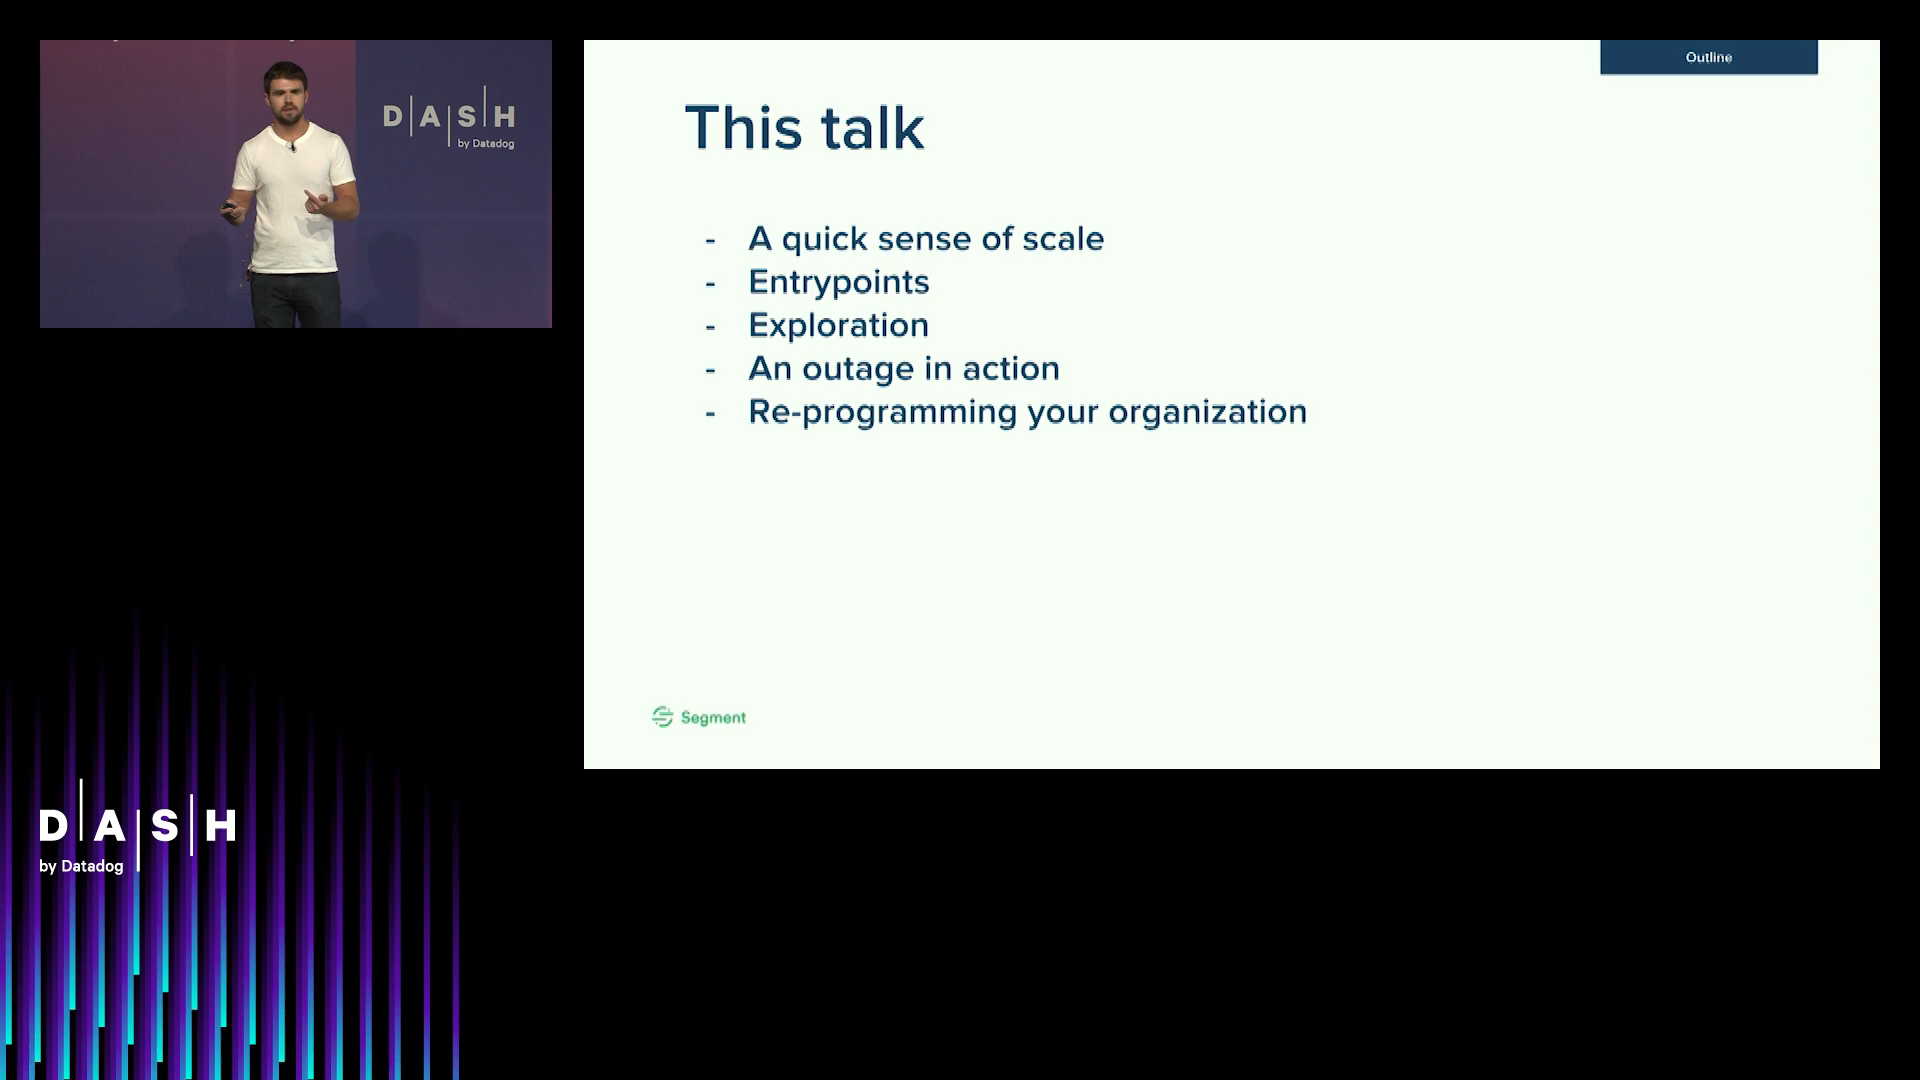 D A S H
by Datadog
Outline
This talk
- A quick sense of scale
- Entrypoints
- Exploration
- An outage in action
- Re-programming your organization
Segment
D A S H
by Datadog